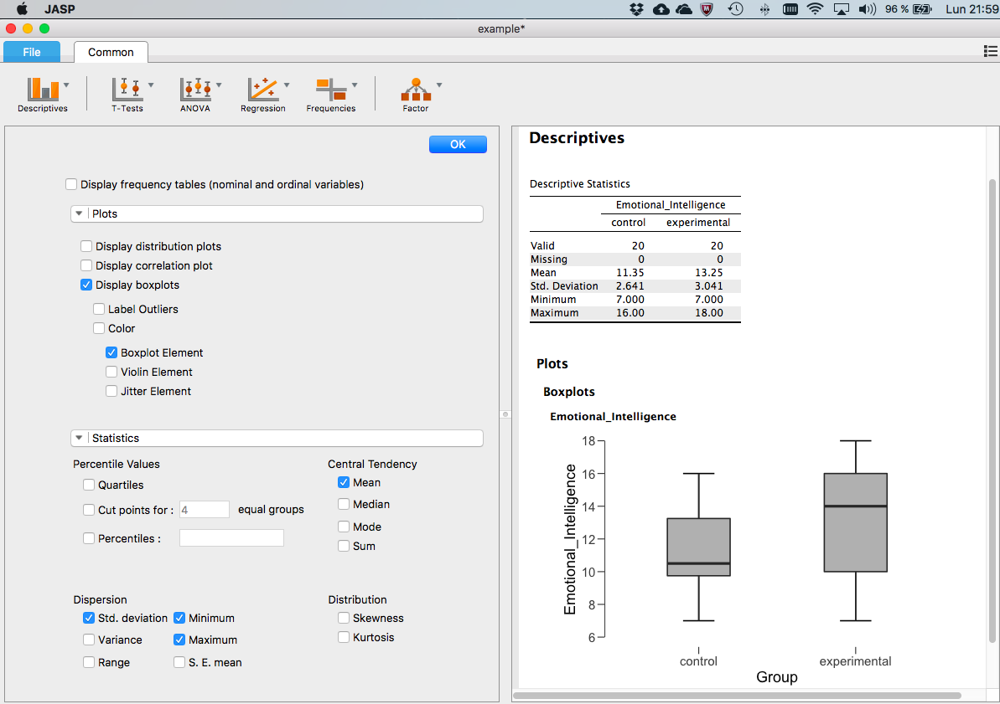 JASP 96 % Lun 21:59
example*
File Common
Descriptives T-Tests ANOVA Regression Frequencies Factor
OK
Display frequency tables (nominal and ordinal variables)
Plots
Display distribution plots
Display correlation plot
Display boxplots
Label Outliers
Color
Boxplot Element
Violin Element
Jitter Element
Statistics
Percentile Values
Quartiles
Cut points for : 4 equal groups
Percentiles :
Central Tendency
Mean
Median
Mode
Sum
Dispersion
Std. deviation Minimum
Variance Maximum
Range S. E. mean
Distribution
Skewness
Kurtosis
Descriptives
Descriptive Statistics
Emotional_Intelligence
control experimental
Valid 20 20
Missing 0 0
Mean 11.35 13.25
Std. Deviation 2.641 3.041
Minimum 7.000 7.000
Maximum 16.00 18.00
Plots
Boxplots
Emotional_Intelligence
Emotional_Intelligence
18
16
14
12
10
8
6
control experimental
Group